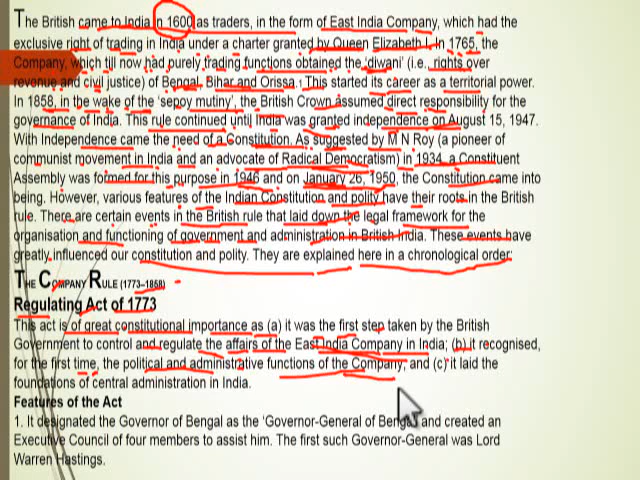 The British came to India in 1600 as traders, in the form of East India Company, which had the
exclusive right of trading in India under a charter granted by Queen Elizabeth I. In 1765, the
Company, which till now had purely trading functions obtained the ‘diwani’ (i.e., rights over
revenue and civil justice) of Bengal, Bihar and Orissa.1 This started its career as a territorial power.
In 1858, in the wake of the ‘sepoy mutiny’, the British Crown assumed direct responsibility for the
governance of India. This rule continued until India was granted independence on August 15, 1947.
With Independence came the need of a Constitution. As suggested by M N Roy (a pioneer of
communist movement in India and an advocate of Radical Democratism) in 1934, a Constituent
Assembly was formed for this purpose in 1946 and on January 26, 1950, the Constitution came into
being. However, various features of the Indian Constitution and polity have their roots in the British
rule. There are certain events in the British rule that laid down the legal framework for the
organisation and functioning of government and administration in British India. These events have
greatly influenced our constitution and polity. They are explained here in a chronological order:
THE COMPANY RULE (1773–1858)
Regulating Act of 1773
This act is of great constitutional importance as (a) it was the first step taken by the British
Government to control and regulate the affairs of the East India Company in India; (b) it recognised,
for the first time, the political and administrative functions of the Company; and (c) it laid the
foundations of central administration in India.
Features of the Act
1. It designated the Governor of Bengal as the ‘Governor-General of Bengal’ and created an
Executive Council of four members to assist him. The first such Governor-General was Lord
Warren Hastings.